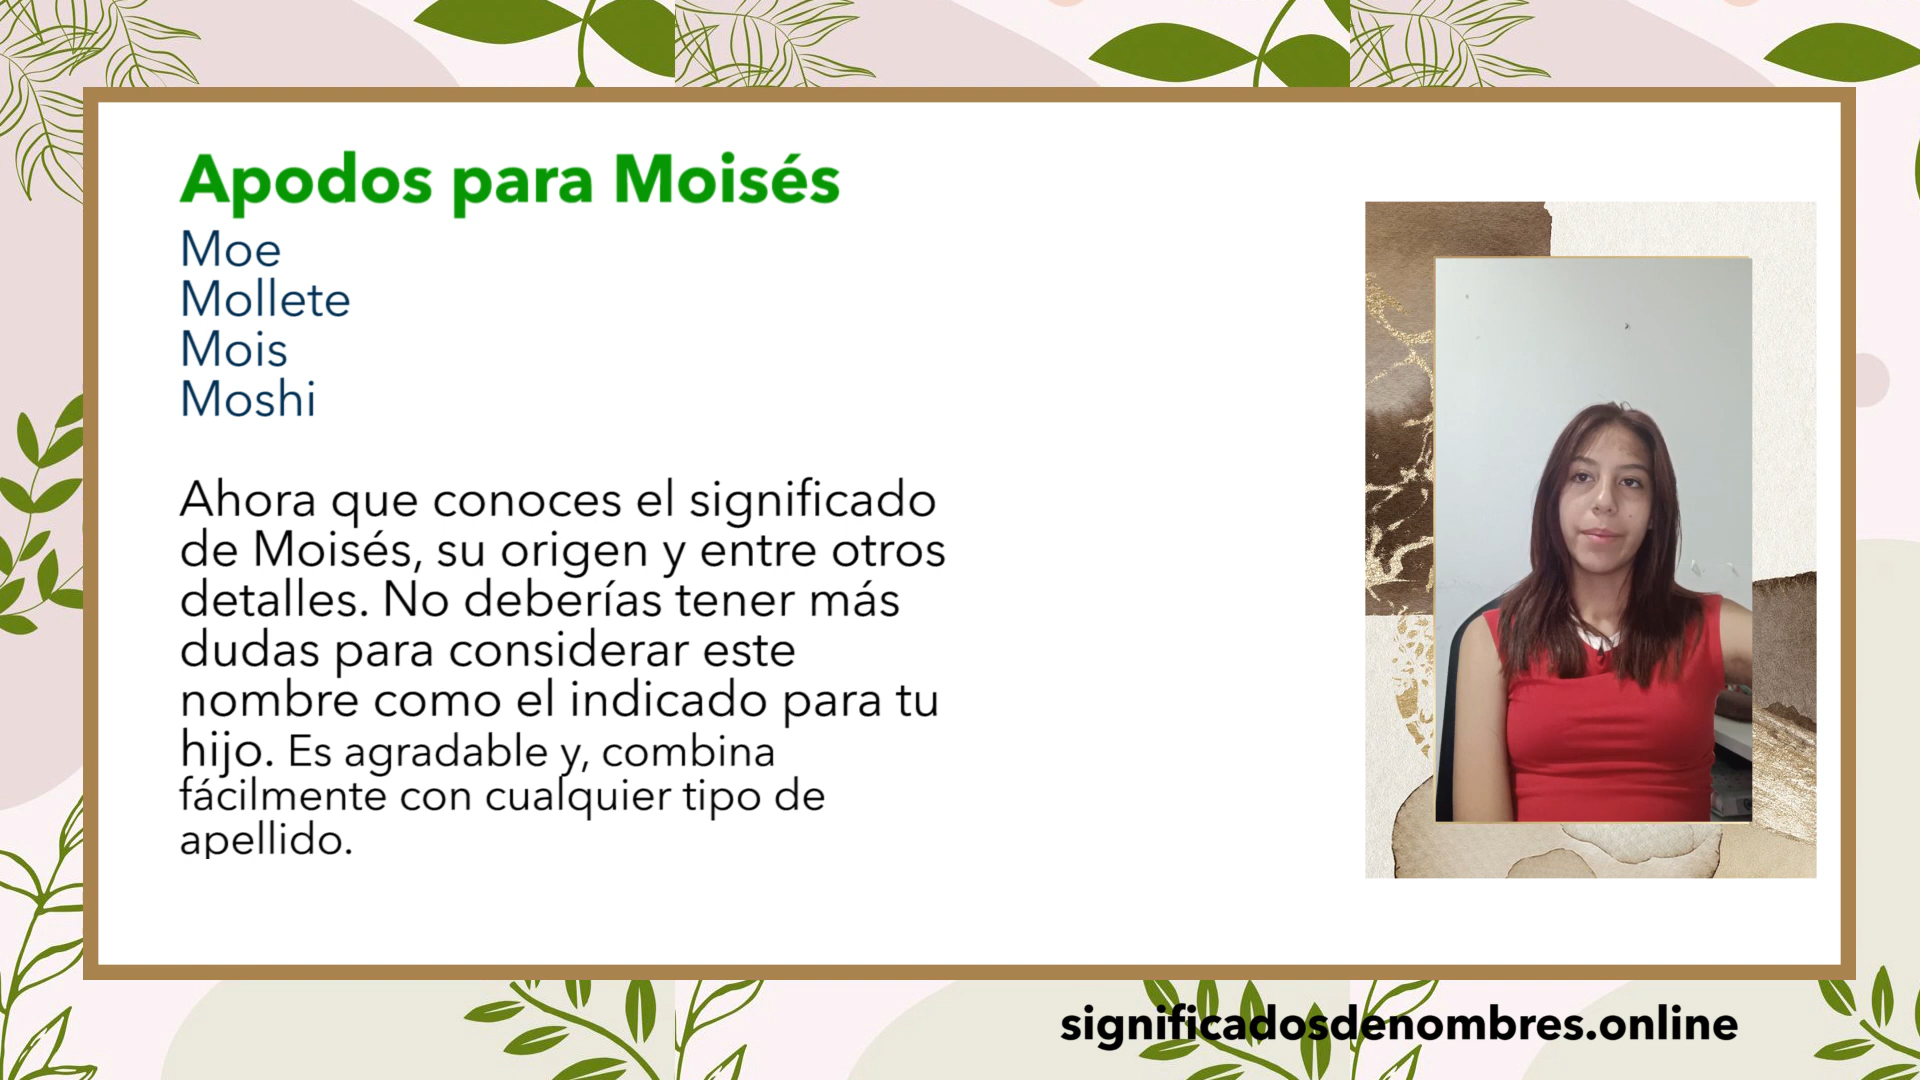 Apodos para Moisés
Moe
Mollete
Mois
Moshi
Ahora que conoces el significado
de Moisés, su origen y entre otros
detalles. No deberías tener más
dudas para considerar este
nombre como el indicado para tu
hijo. Es agradable y, combina
fácilmente con cualquier tipo de
apellido.
significadosdenombres.online